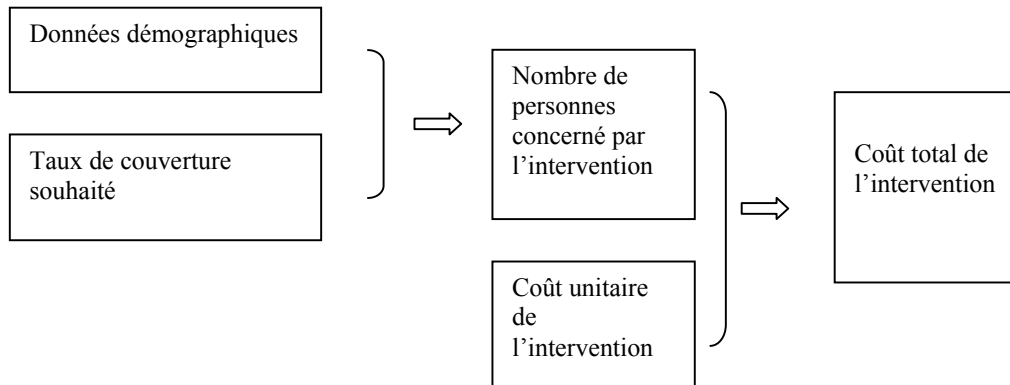 Données démographiques
Taux de couverture
souhaité
Nombre de
personnes
concerné par
l’intervention
Coût unitaire
de
l’intervention
Coût total de
l’intervention